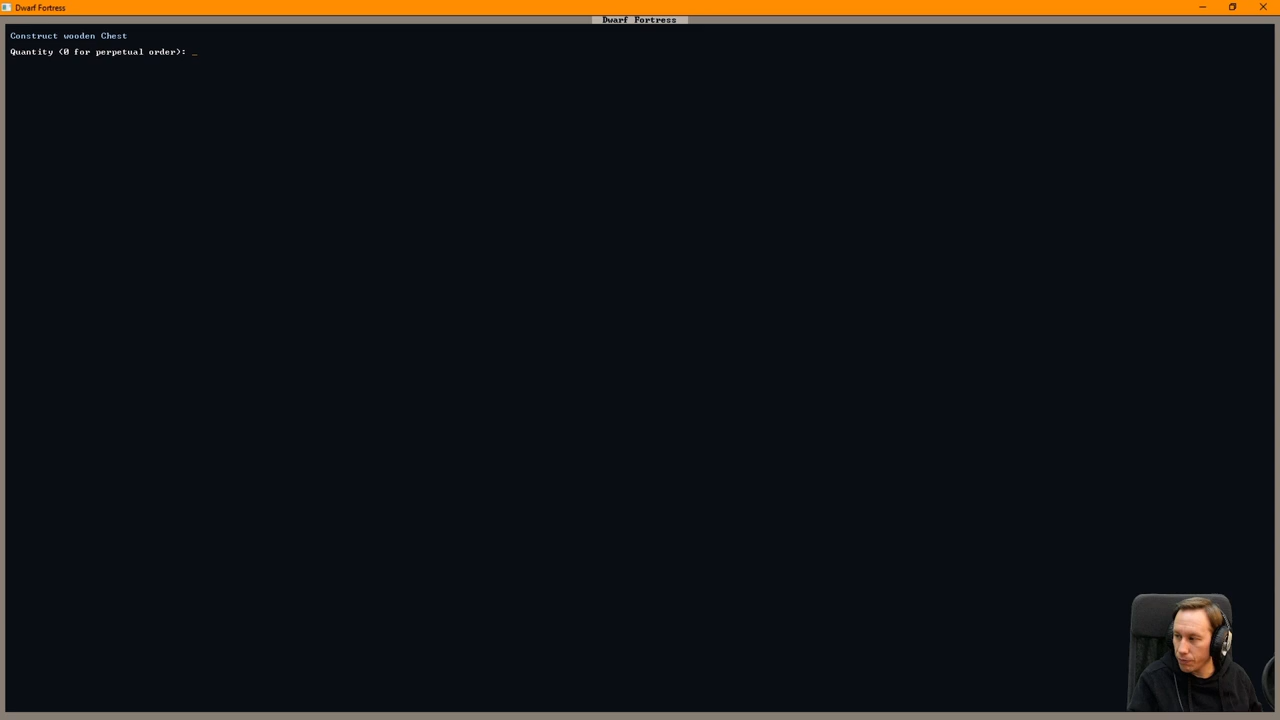 Dwarf Fortress
Dwarf Fortress
Construct wooden Chest
Quantity (0 for perpetual order): _